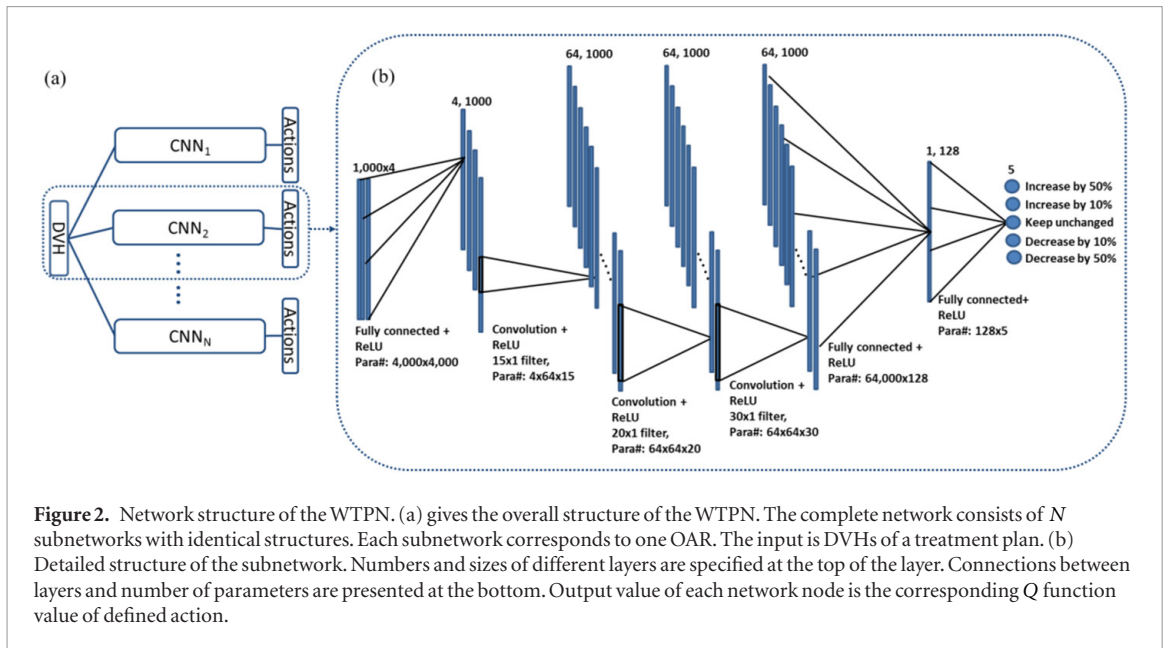 (a)
CNN1
Actions
DVH
CNN2
Actions
CNNN
Actions
(b)
1,000x4
Fully connected +
ReLU
Para#: 4,000x4,000
4, 1000
Convolution +
ReLU
15x1 filter,
Para#: 4x64x15
64, 1000
Convolution +
ReLU
20x1 filter,
Para#: 64x64x20
64, 1000
Convolution +
ReLU
30x1 filter,
Para#: 64x64x30
64, 1000
Fully connected +
ReLU
Para#: 64,000x128
1, 128
Fully connected+
ReLU
Para#: 128x5
5
Increase by 50%
Increase by 10%
Keep unchanged
Decrease by 10%
Decrease by 50%
Figure 2. Network structure of the WTPN. (a) gives the overall structure of the WTPN. The complete network consists of N
subnetworks with identical structures. Each subnetwork corresponds to one OAR. The input is DVHs of a treatment plan. (b)
Detailed structure of the subnetwork. Numbers and sizes of different layers are specified at the top of the layer. Connections between
layers and number of parameters are presented at the bottom. Output value of each network node is the corresponding Q function
value of defined action.